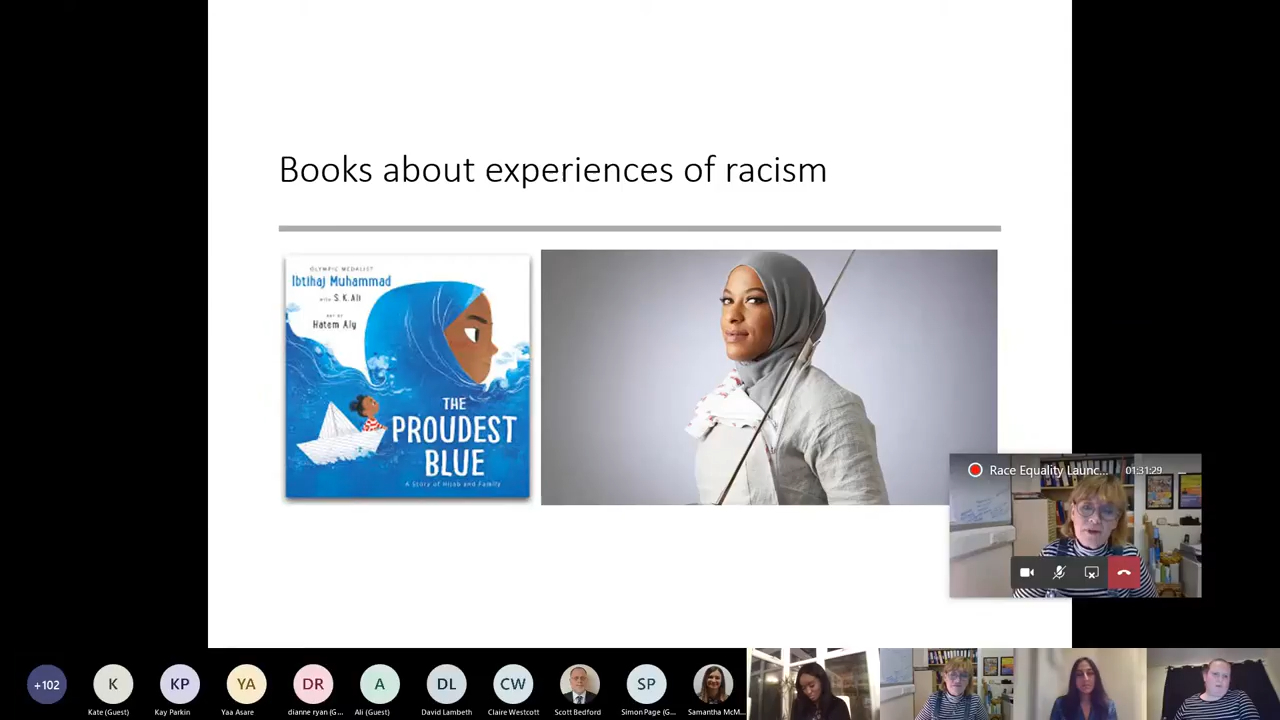 Books about experiences of racism
OLYMPIC MEDALIST
Ibtihaj Muhammad
WITH S.K. Ali
ART BY
Hatem Aly
THE
PROUDEST
BLUE
A Story of Hijab and Family
Race Equality Launc...
01:31:29
+102
K
KP
YA
DR
A
DL
CW
SP
Kate (Guest)
Kay Parkin
Yaa Asare
dianne ryan (G...
Ali (Guest)
David Lambeth
Claire Westcott
Scott Bedford
Simon Page (G...
Samantha McM...